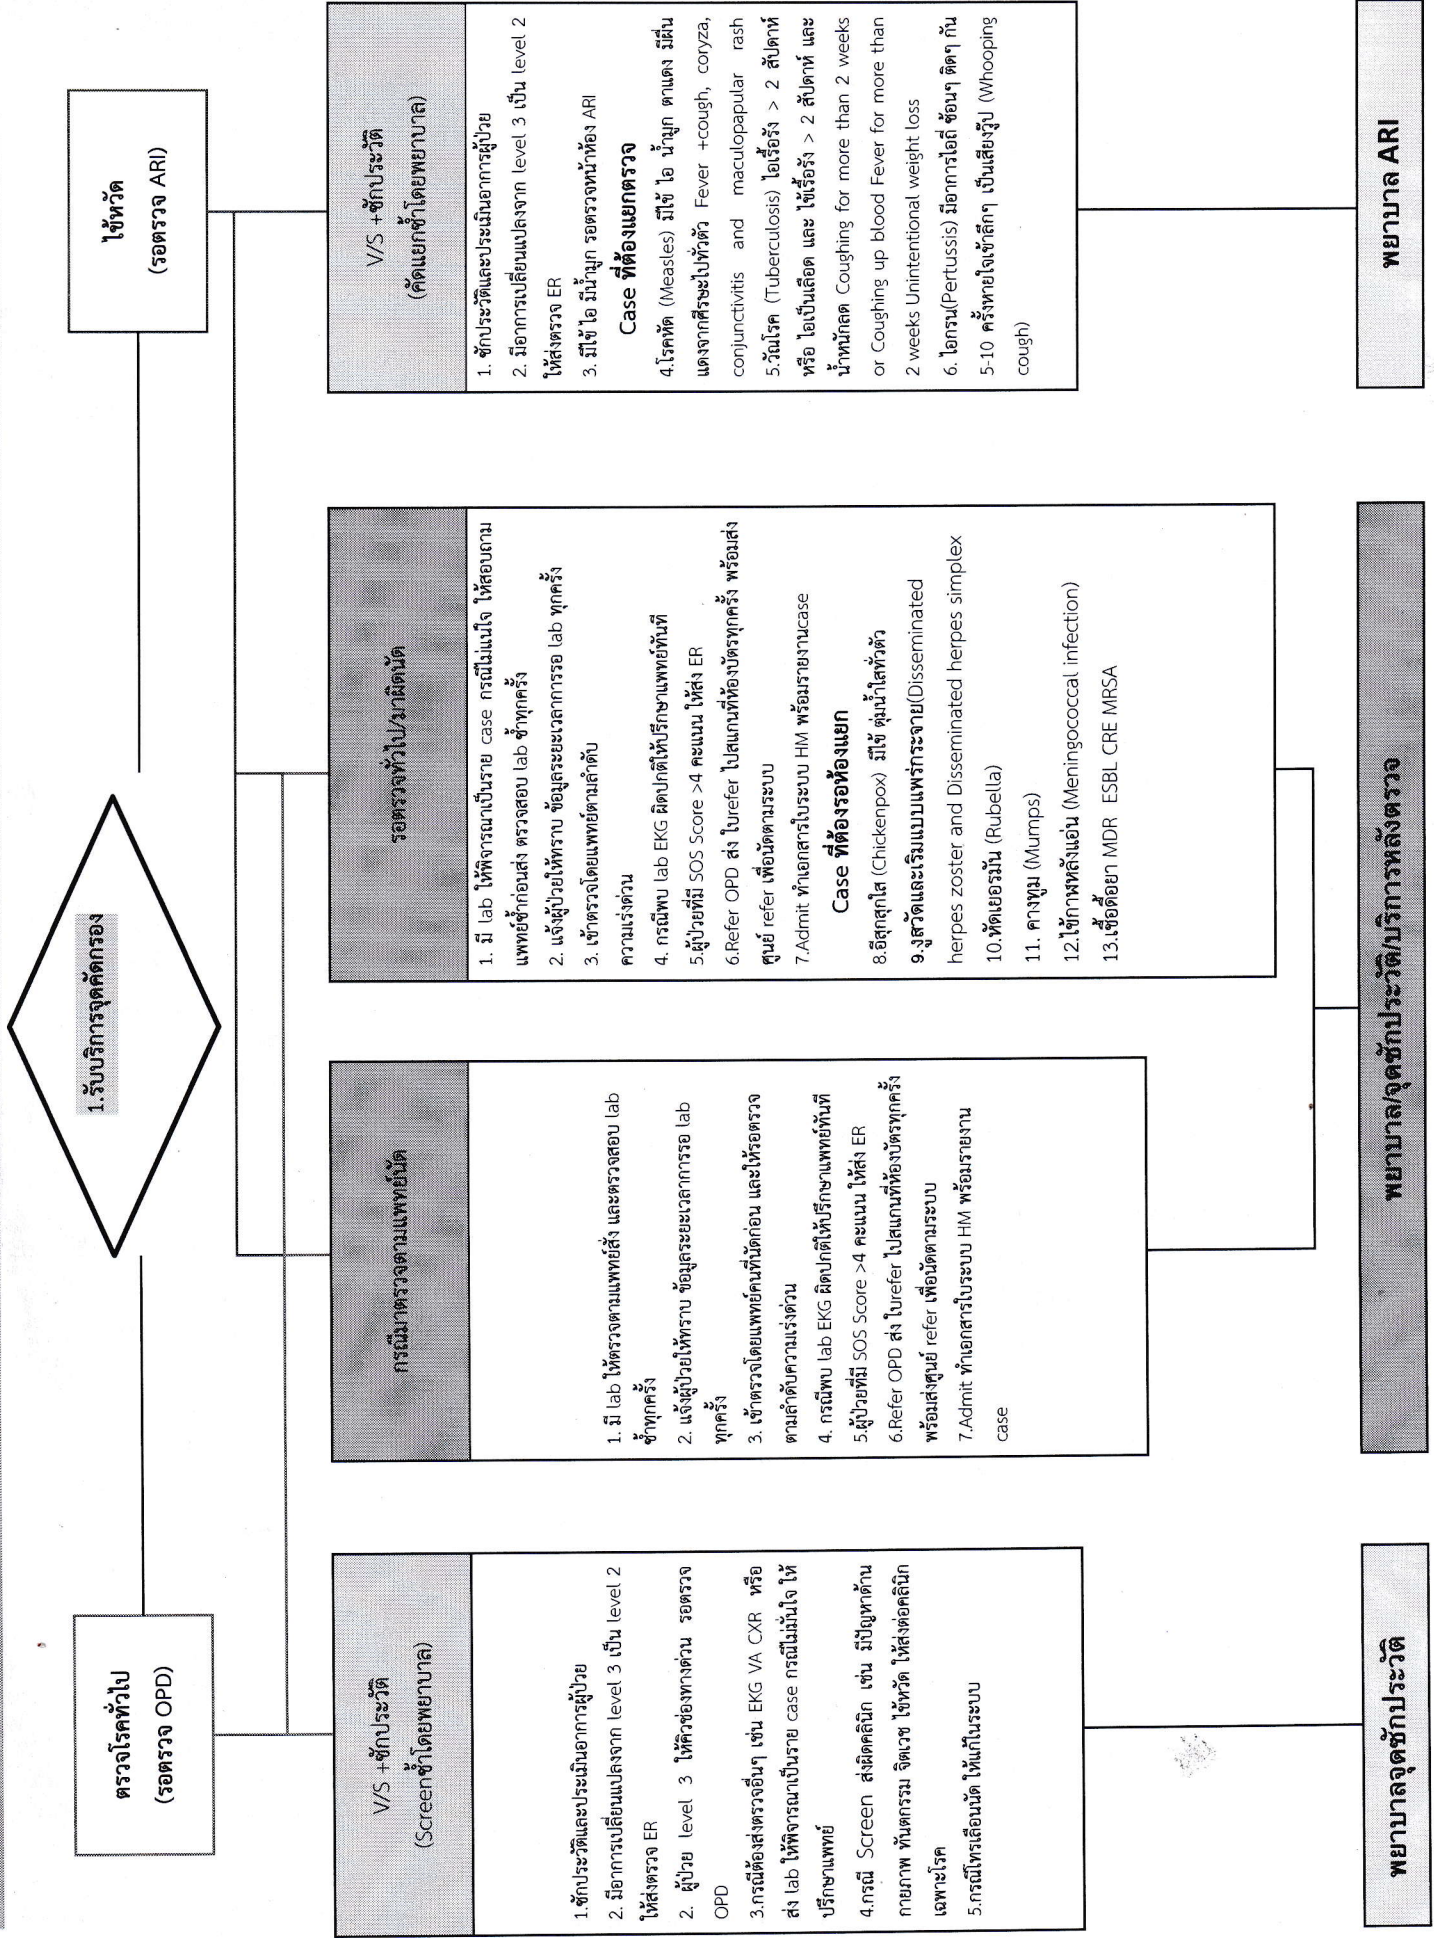 1.รับบริการจุดคัดกรอง
ตรวจโรคทั่วไป
(รอตรวจ OPD)
ไข้หวัด
(รอตรวจ ARI)
V/S +ซักประวัติ
(Screenซ้ำโดยพยาบาล)
1.ซักประวัติและประเมินอาการผู้ป่วย
2. มีอาการเปลี่ยนแปลงจาก level 3 เป็น level 2
ให้ส่งตรวจ ER
2. ผู้ป่วย level 3 ให้คิวช่องทางด่วน รอตรวจ
OPD
3.กรณีต้องส่งตรวจอื่นๆ เช่น EKG VA CXR หรือ
ส่ง lab ให้พิจารณาเป็นราย case กรณีไม่มั่นใจ ให้
ปรึกษาแพทย์
4.กรณี Screen ส่งผิดคลินิก เช่น มีปัญหาด้าน
กายภาพ ทันตกรรม จิตเวช ไข้หวัด ให้ส่งต่อคลินิก
เฉพาะโรค
5.กรณีโทรเลื่อนนัด ให้แก้ในระบบ
พยาบาลจุดซักประวัติ
กรณีมาตรวจตามแพทย์นัด
1. มี lab ให้ตรวจตามแพทย์สั่ง และตรวจสอบ lab
ซ้ำทุกครั้ง
2. แจ้งผู้ป่วยให้ทราบ ข้อมูลระยะเวลาการรอ lab
ทุกครั้ง
3. เข้าตรวจโดยแพทย์คนที่นัดก่อน และให้รอตรวจ
ตามลำดับความเร่งด่วน
4. กรณีพบ lab EKG ผิดปกติให้ปรึกษาแพทย์ทันที
5.ผู้ป่วยที่มี SOS Score >4 คะแนน ให้ส่ง ER
6.Refer OPD ส่ง ใบrefer ไปสแกนที่ห้องบัตรทุกครั้ง
พร้อมส่งศูนย์ refer เพื่อนัดตามระบบ
7.Admit ทำเอกสารในระบบ HM พร้อมรายงาน
case
รอตรวจทั่วไป/มาผิดนัด
1. มี lab ให้พิจารณาเป็นราย case กรณีไม่แน่ใจ ให้สอบถาม
แพทย์ซ้ำก่อนส่ง ตรวจสอบ lab ซ้ำทุกครั้ง
2. แจ้งผู้ป่วยให้ทราบ ข้อมูลระยะเวลาการรอ lab ทุกครั้ง
3. เข้าตรวจโดยแพทย์ตามลำดับ
ความเร่งด่วน
4. กรณีพบ lab EKG ผิดปกติให้ปรึกษาแพทย์ทันที
5.ผู้ป่วยที่มี SOS Score >4 คะแนน ให้ส่ง ER
6.Refer OPD ส่ง ใบrefer ไปสแกนที่ห้องบัตรทุกครั้ง พร้อมส่ง
ศูนย์ refer เพื่อนัดตามระบบ
7.Admit ทำเอกสารในระบบ HM พร้อมรายงานcase
Case ที่ต้องรอห้องแยก
8.อีสุกสุกใส (Chickenpox) มีไข้ ตุ่มน้ำใสทั่วตัว
9.งูสวัดและเริมแบบแพร่กระจาย(Disseminated
herpes zoster and Disseminated herpes simplex
10.หัดเยอรมัน (Rubella)
11. คางทูม (Mumps)
12.ไข้กาฬหลังแอ่น (Meningococcal infection)
13.เชื้อดื้อยา MDR ESBL CRE MRSA
พยาบาล/จุดซักประวัติ/บริการหลังตรวจ
V/S +ซักประวัติ
(คัดแยกซ้ำโดยพยาบาล)
1. ซักประวัติและประเมินอาการผู้ป่วย
2. มีอาการเปลี่ยนแปลงจาก level 3 เป็น level 2
ให้ส่งตรวจ ER
3. มีไข้ ไอ มีน้ำมูก รอตรวจหน้าห้อง ARI
Case ที่ต้องแยกตรวจ
4.โรคหัด (Measles) มีไข้ ไอ น้ำมูก ตาแดง มีผื่น
แดงจากศีรษะไปทั่วตัว Fever +cough, coryza,
conjunctivitis and maculopapular rash
5.วัณโรค (Tuberculosis) ไอเรื้อรัง > 2 สัปดาห์
หรือ ไอเป็นเลือด และ ไข้เรื้อรัง > 2 สัปดาห์ และ
น้ำหนักลด Coughing for more than 2 weeks
or Coughing up blood Fever for more than
2 weeks Unintentional weight loss
6. ไอกรน(Pertussis) มีอาการไอถี่ ซ้อนๆ ติดๆ กัน
5-10 ครั้งหายใจเข้าลึกๆ เป็นเสียงวู๊ป (Whooping
cough)
พยาบาล ARI